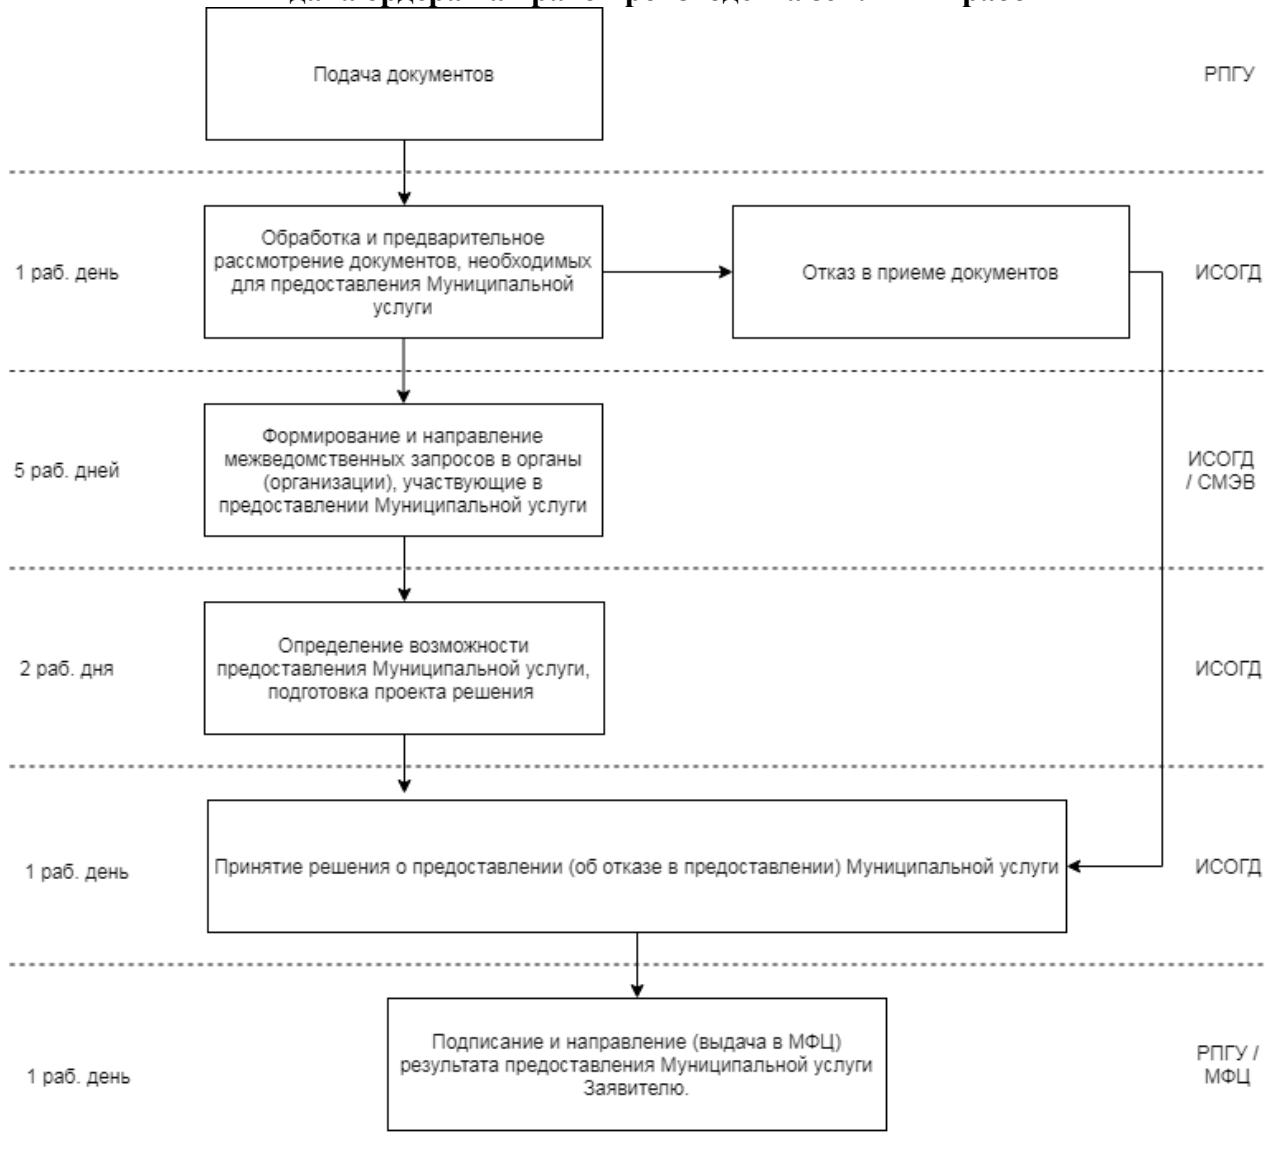 Подача документов
РПГУ
1 раб. день
Обработка и предварительное
рассмотрение документов, необходимых
для предоставления Муниципальной
услуги
Отказ в приеме документов
ИСОГД
5 раб. дней
Формирование и направление
межведомственных запросов в органы
(организации), участвующие в
предоставлении Муниципальной услуги
ИСОГД
/ СМЭВ
2 раб. дня
Определение возможности
предоставления Муниципальной услуги,
подготовка проекта решения
ИСОГД
1 раб. день
Принятие решения о предоставлении (об отказе в предоставлении) Муниципальной услуги
ИСОГД
1 раб. день
Подписание и направление (выдача в МФЦ)
результата предоставления Муниципальной услуги
Заявителю.
РПГУ /
МФЦ